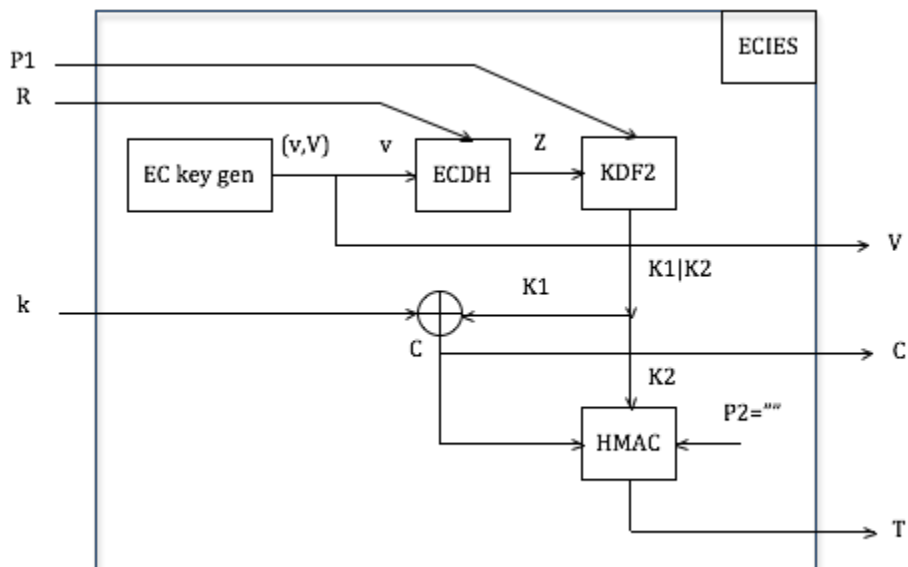 ECIES
P1
R
(v,V)
v
Z
EC key gen
ECDH
KDF2
V
K1|K2
K1
k
C
C
K2
P2=""
HMAC
T